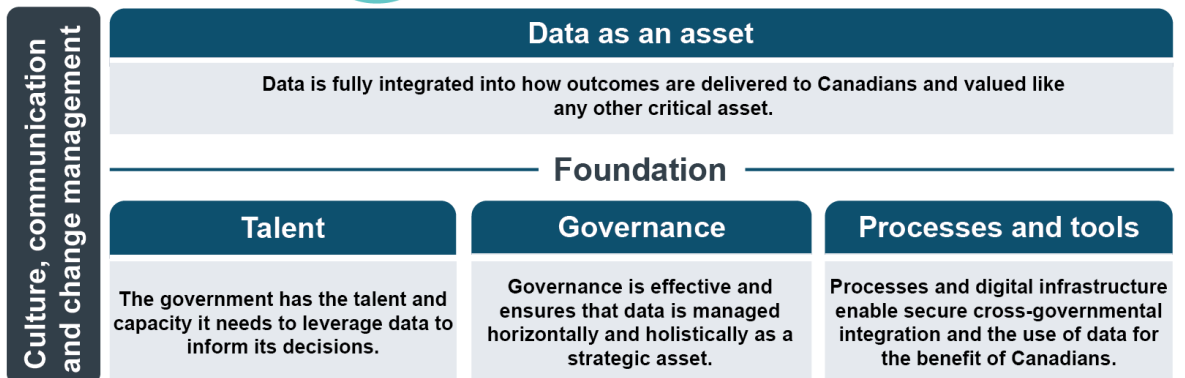 Culture, communication
and change management
Data as an asset
Data is fully integrated into how outcomes are delivered to Canadians and valued like
any other critical asset.
Foundation
Talent
The government has the talent and
capacity it needs to leverage data to
inform its decisions.
Governance
Governance is effective and
ensures that data is managed
horizontally and holistically as a
strategic asset.
Processes and tools
Processes and digital infrastructure
enable secure cross-governmental
integration and the use of data for
the benefit of Canadians.